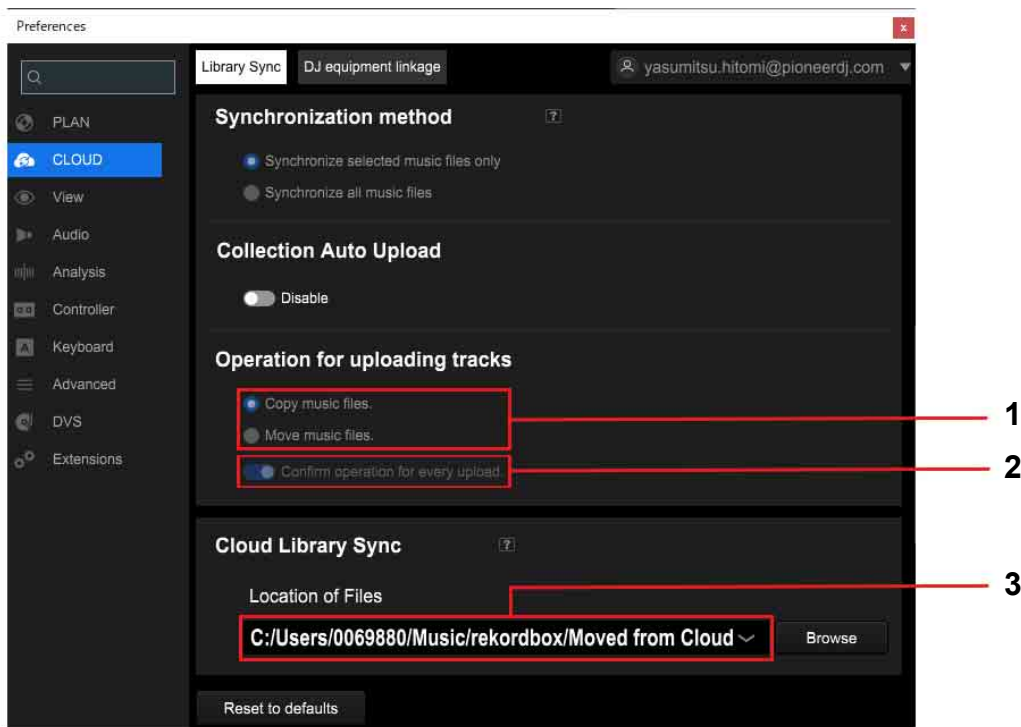 Preferences
x
Library Sync
DJ equipment linkage
yasumitsu.hitomi@pioneerdj.com
PLAN
CLOUD
View
Audio
Analysis
Controller
Keyboard
Advanced
DVS
Extensions
Synchronization method
?
Synchronize selected music files only
Synchronize all music files
Collection Auto Upload
Disable
Operation for uploading tracks
Copy music files.
Move music files.
Confirm operation for every upload.
1
2
Cloud Library Sync
?
3
Location of Files
C:/Users/0069880/Music/rekordbox/Moved from Cloud
Browse
Reset to defaults